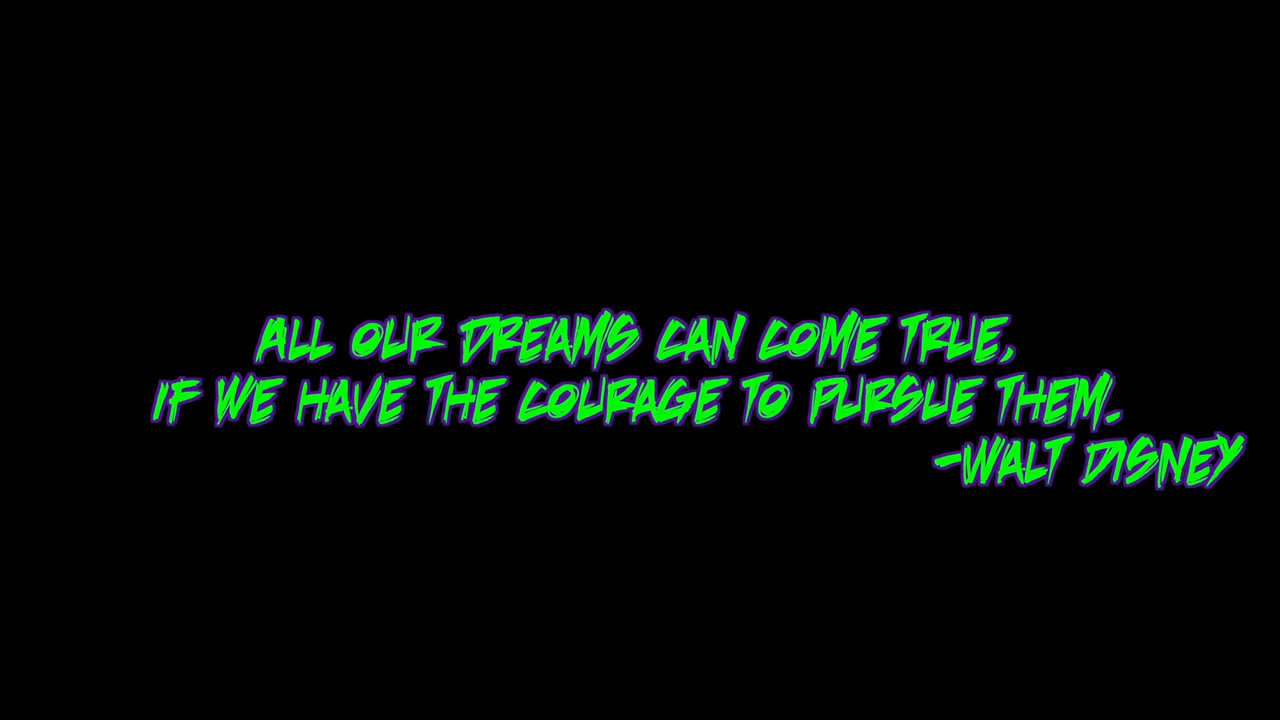 ALL OUR DREAMS CAN COME TRUE,
IF WE HAVE THE COURAGE TO PURSUE THEM.
-WALT DISNEY